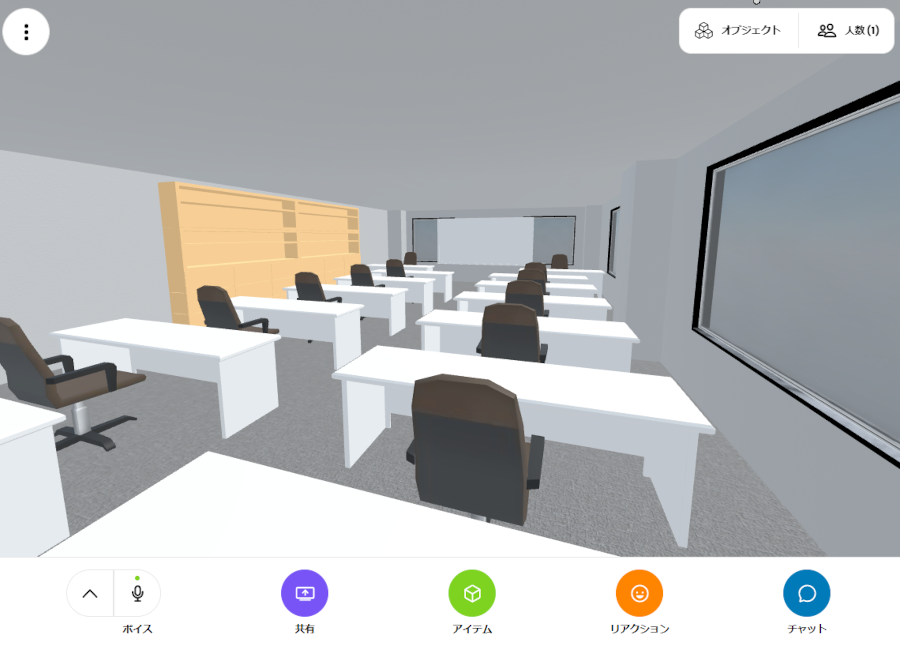 オブジェクト
人数(1)
ボイス
共有
アイテム
リアクション
チャット